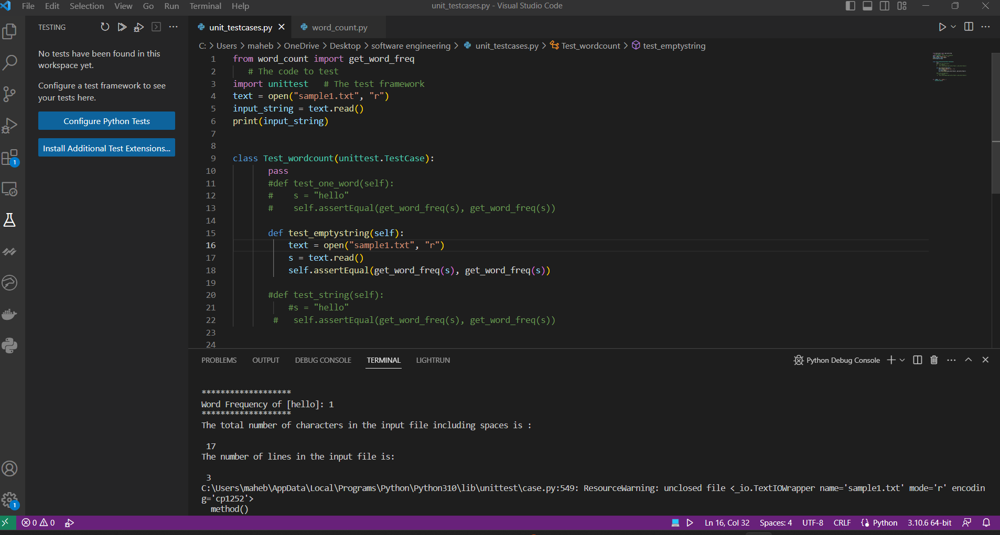 File Edit Selection View Go Run Terminal Help
unit_testcases.py - Visual Studio Code
TESTING
No tests have been found in this
workspace yet.
Configure a test framework to see
your tests here.
Configure Python Tests
Install Additional Test Extensions...
1
1
unit_testcases.py
word_count.py
C: > Users > maheb > OneDrive > Desktop > software engineering > unit_testcases.py > Test_wordcount > test_emptystring
1 from word_count import get_word_freq
2 # The code to test
3 import unittest # The test framework
4 text = open("sample1.txt", "r")
5 input_string = text.read()
6 print(input_string)
7
8
9 class Test_wordcount(unittest.TestCase):
10 pass
11 #def test_one_word(self):
12 # s = "hello"
13 # self.assertEqual(get_word_freq(s), get_word_freq(s))
14
15 def test_emptystring(self):
16 text = open("sample1.txt", "r")
17 s = text.read()
18 self.assertEqual(get_word_freq(s), get_word_freq(s))
19
20 #def test_string(self):
21 #s = "hello"
22 # self.assertEqual(get_word_freq(s), get_word_freq(s))
23
24
PROBLEMS OUTPUT DEBUG CONSOLE TERMINAL LIGHTRUN
Python Debug Console
*******************
Word Frequency of [hello]: 1
*******************
The total number of characters in the input file including spaces is :
17
The number of lines in the input file is:
3
C:\Users\maheb\AppData\Local\Programs\Python\Python310\lib\unittest\case.py:549: ResourceWarning: unclosed file <_io.TextIOWrapper name='sample1.txt' mode='r' encodin
g='cp1252'>
method()
0 0
Ln 16, Col 32 Spaces: 4 UTF-8 CRLF Python 3.10.6 64-bit